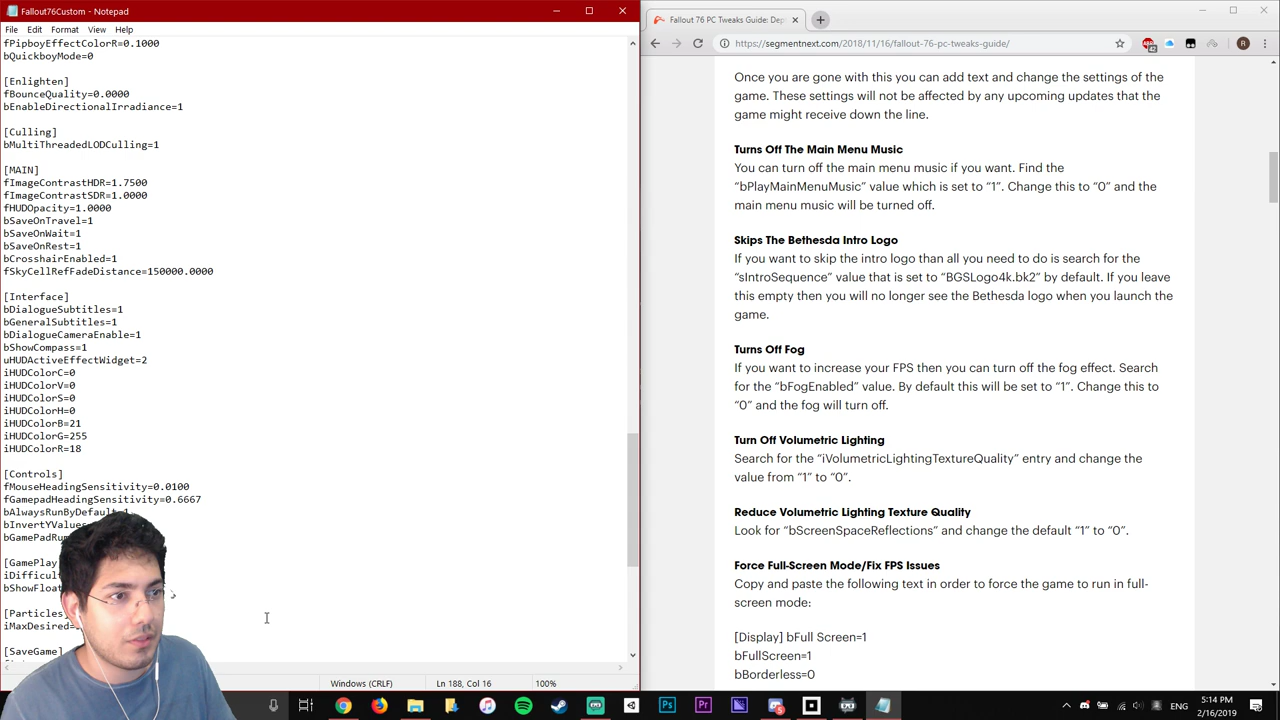 Fallout76Custom - Notepad
File Edit Format View Help
fPipboyEffectColorR=0.1000
bQuickboyMode=0
[Enlighten]
fBounceQuality=0.0000
bEnableDirectionalIrradiance=1
[Culling]
bMultiThreadedLODCulling=1
[MAIN]
fImageContrastHDR=1.7500
fImageContrastSDR=1.0000
fHUDOpacity=1.0000
bSaveOnTravel=1
bSaveOnWait=1
bSaveOnRest=1
bCrosshairEnabled=1
fSkyCellRefFadeDistance=150000.0000
[Interface]
bDialogueSubtitles=1
bGeneralSubtitles=1
bDialogueCameraEnable=1
bShowCompass=1
uHUDActiveEffectWidget=2
iHUDColorC=0
iHUDColorV=0
iHUDColorS=0
iHUDColorH=0
iHUDColorB=21
iHUDColorG=255
iHUDColorR=18
[Controls]
fMouseHeadingSensitivity=0.0100
fGamepadHeadingSensitivity=0.6667
bAlwaysRunByDefault=1
bInvertYValues
bGamePadRum
[GamePlay
iDifficult
bShowFloat
[Particles]
iMaxDesired=
[SaveGame]
Windows (CRLF) Ln 188, Col 16 100%
Fallout 76 PC Tweaks Guide: Dep
https://segmentnext.com/2018/11/16/fallout-76-pc-tweaks-guide/
Once you are gone with this you can add text and change the settings of the
game. These settings will not be affected by any upcoming updates that the
game might receive down the line.
Turns Off The Main Menu Music
You can turn off the main menu music if you want. Find the
“bPlayMainMenuMusic” value which is set to “1”. Change this to “0” and the
main menu music will be turned off.
Skips The Bethesda Intro Logo
If you want to skip the intro logo than all you need to do is search for the
“sIntroSequence” value that is set to “BGSLogo4k.bk2” by default. If you leave
this empty then you will no longer see the Bethesda logo when you launch the
game.
Turns Off Fog
If you want to increase your FPS then you can turn off the fog effect. Search
for the “bFogEnabled” value. By default this will be set to “1”. Change this to
“0” and the fog will turn off.
Turn Off Volumetric Lighting
Search for the “iVolumetricLightingTextureQuality” entry and change the
value from “1” to “0”.
Reduce Volumetric Lighting Texture Quality
Look for “bScreenSpaceReflections” and change the default “1” to “0”.
Force Full-Screen Mode/Fix FPS Issues
Copy and paste the following text in order to force the game to run in full-
screen mode:
[Display] bFull Screen=1
bFullScreen=1
bBorderless=0
Ps Pr
ENG
5:14 PM
2/16/2019